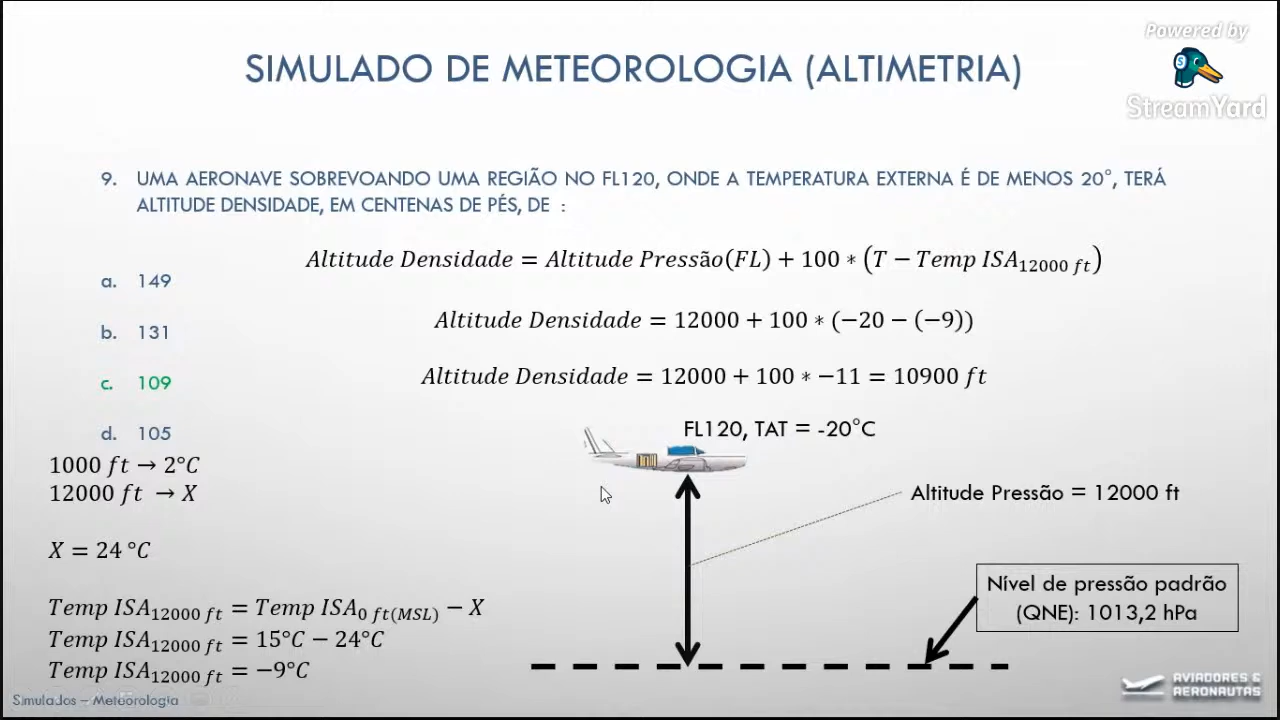 Powered by
StreamYard
SIMULADO DE METEOROLOGIA (ALTIMETRIA)
9. UMA AERONAVE SOBREVOANDO UMA REGIÃO NO FL120, ONDE A TEMPERATURA EXTERNA É DE MENOS 20°, TERÁ
ALTITUDE DENSIDADE, EM CENTENAS DE PÉS, DE :
Altitude Densidade = Altitude Pressão(FL) + 100 ∗ (T − Temp ISA12000 ft)
a. 149
Altitude Densidade = 12000 + 100 ∗ (−20 − (−9))
b. 131
Altitude Densidade = 12000 + 100 ∗ −11 = 10900 ft
c. 109
d. 105
FL120, TAT = -20°C
1000 ft → 2°C
12000 ft → X
Altitude Pressão = 12000 ft
X = 24 °C
Nível de pressão padrão
(QNE): 1013,2 hPa
Temp ISA12000 ft = Temp ISA0 ft(MSL) − X
Temp ISA12000 ft = 15°C − 24°C
Temp ISA12000 ft = −9°C
Simulados – Meteorologia
AVIADORES E
AERONAUTAS